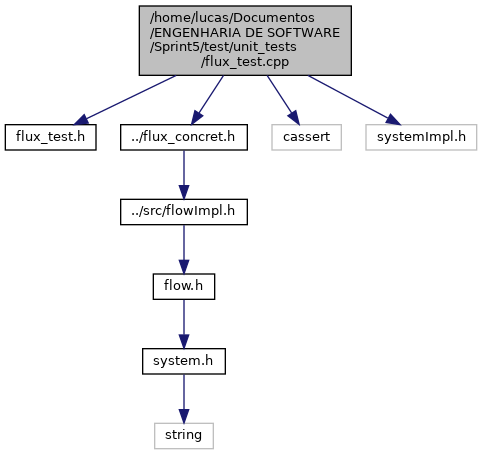 /home/lucas/Documentos
/ENGENHARIA DE SOFTWARE
/Sprint5/test/unit_tests
/flux_test.cpp
flux_test.h
../flux_concret.h
cassert
systemImpl.h
../src/flowImpl.h
flow.h
system.h
string